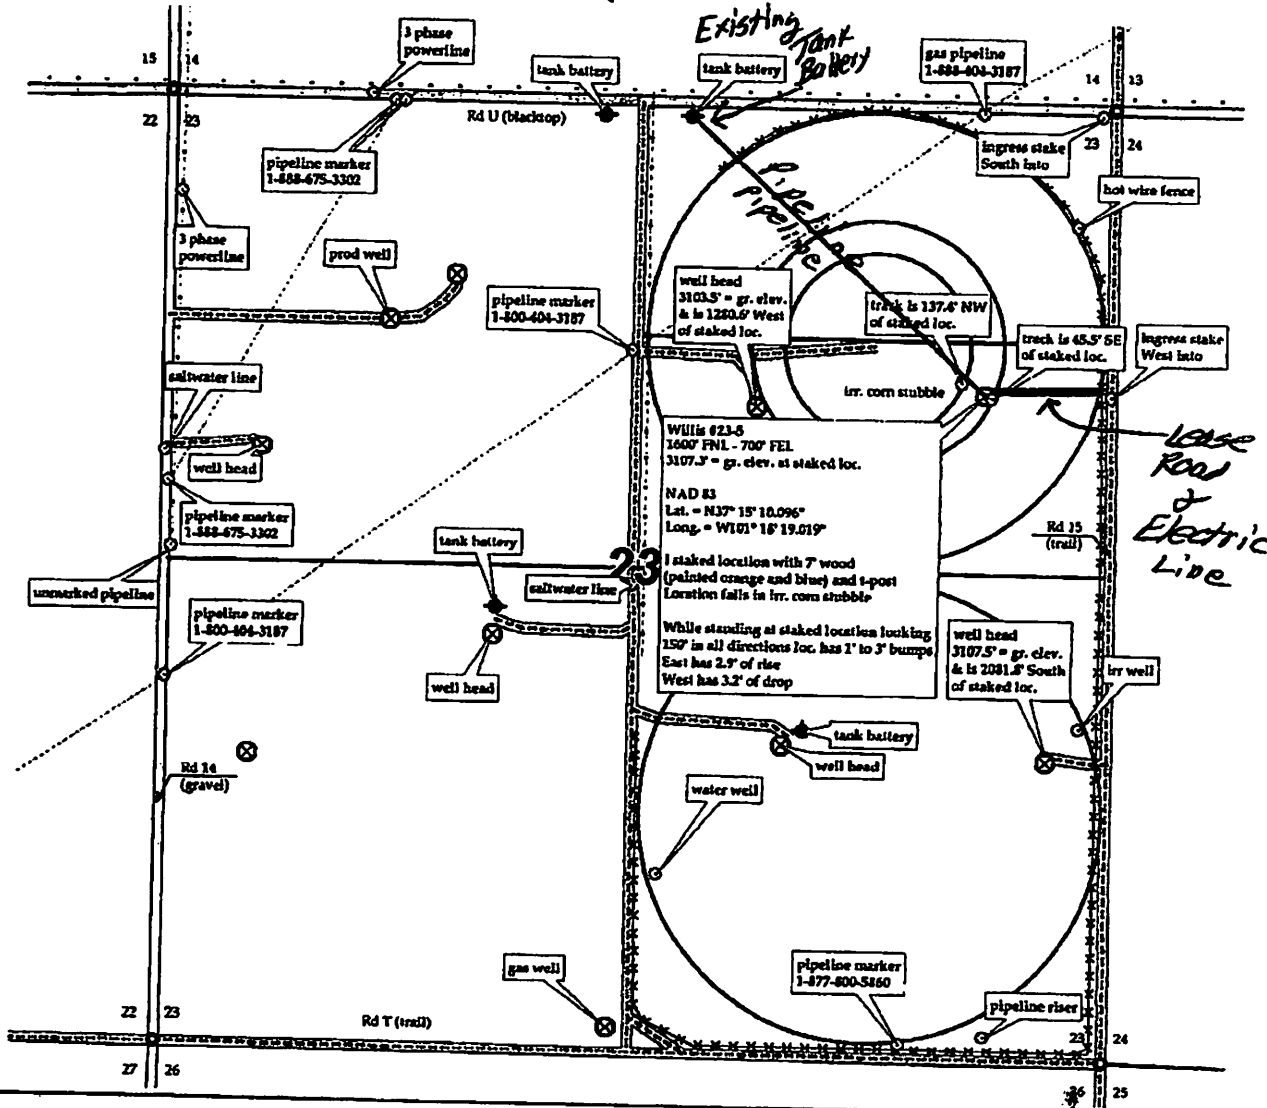 Existing
Tank
Battery
3 phase
powerline
15
14
tank battery
tank battery
gas pipeline
1-888-404-3187
14
13
22
23
Rd U (blacktop)
ingress stake
South into
23
24
pipeline marker
1-888-675-3302
Pipeline
Pipeline
hot wire fence
3 phase
powerline
prod well
well head
3103.5' = gr. elev.
& is 1280.6' West
of staked loc.
pipeline marker
1-800-404-3187
track is 137.4' NW
of staked loc.
track is 45.5' SE
of staked loc.
ingress stake
West into
saltwater line
irr. corn stubble
Willis #23-8
1600' FNL - 700' FEL
3107.3' = gr. elev. at staked loc.
NAD 83
Lat. = N37° 15' 18.096"
Long. = W101° 18' 19.019"
I staked location with 7' wood
(painted orange and blue) and t-post
Location falls in irr. corn stubble
While standing at staked location looking
150' in all directions loc. has 1' to 3' bumps
East has 2.9' of rise
West has 3.2' of drop
Lease
Road
&
Electric
Line
well head
pipeline marker
1-888-675-3302
Rd 15
(trail)
tank battery
23
unmarked pipeline
saltwater line
pipeline marker
1-800-404-3187
well head
3107.5' = gr. elev.
& is 2081.8' South
of staked loc.
irr well
well head
tank battery
well head
Rd 14
(gravel)
water well
gas well
pipeline marker
1-877-800-5860
pipeline riser
22
23
Rd T (trail)
23
24
27
26
26
25